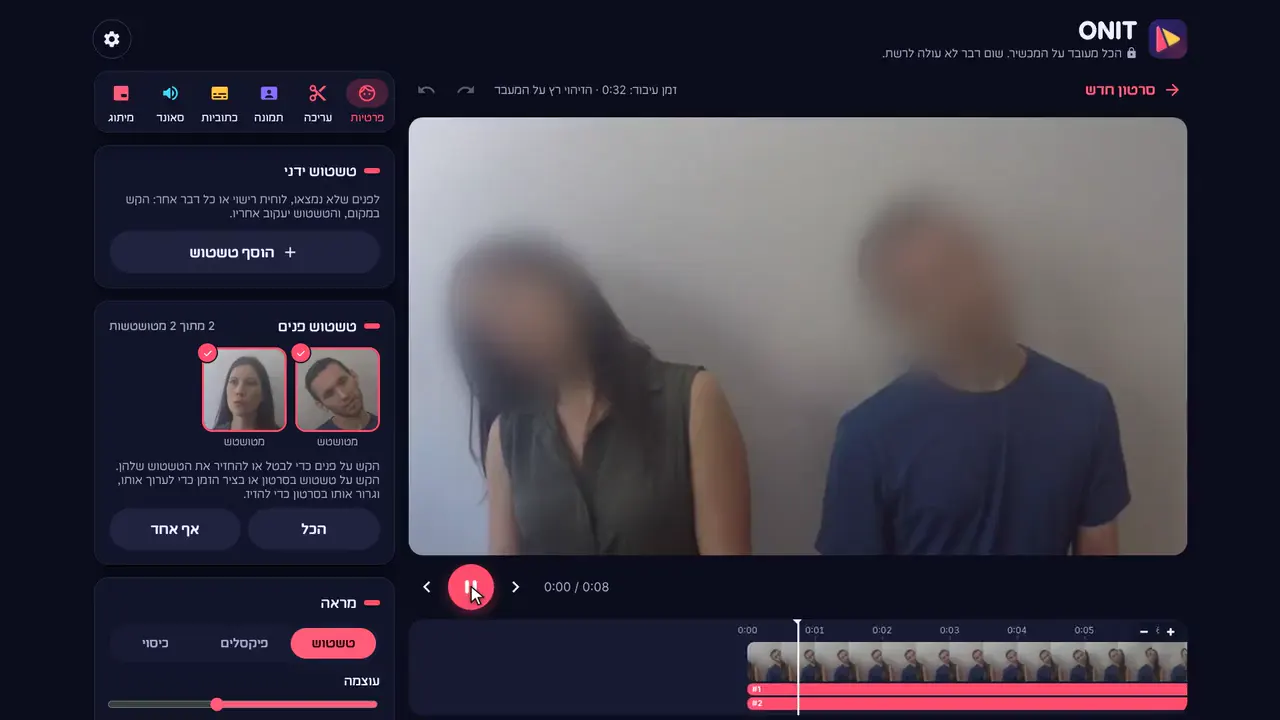 ONIT
הכל מעובד על המכשיר. שום דבר לא עולה לרשת.
סרטון חדש
זמן עיבוד: 0:32 · הזיהוי רץ על המעבד
פרטיות
עריכה
תמונה
כתוביות
סאונד
מיתוג
טשטוש ידני
לפנים שלא נמצאו, לוחית רישוי או כל דבר אחר: הקש
במקום, והטשטוש יעקוב אחריו.
+ הוסף טשטוש
טשטוש פנים
2 מתוך 2 מטושטשות
מטושטש
מטושטש
הקש על פנים כדי לבטל או להחזיר את הטשטוש שלהן.
הקש על טשטוש בסרטון או בציר הזמן כדי לערוך אותו,
וגרור אותו בסרטון כדי להזיז.
הכל
אף אחד
מראה
טשטוש
פיקסלים
כיסוי
עוצמה
0:00 / 0:08
0:00 0:01 0:02 0:03 0:04 0:05
#1
#2